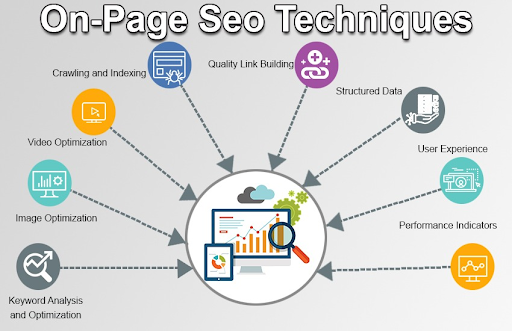 On-Page Seo Techniques
Crawling and Indexing
Quality Link Building
Structured Data
Video Optimization
User Experience
Image Optimization
Performance Indicators
Keyword Analysis
and Optimization